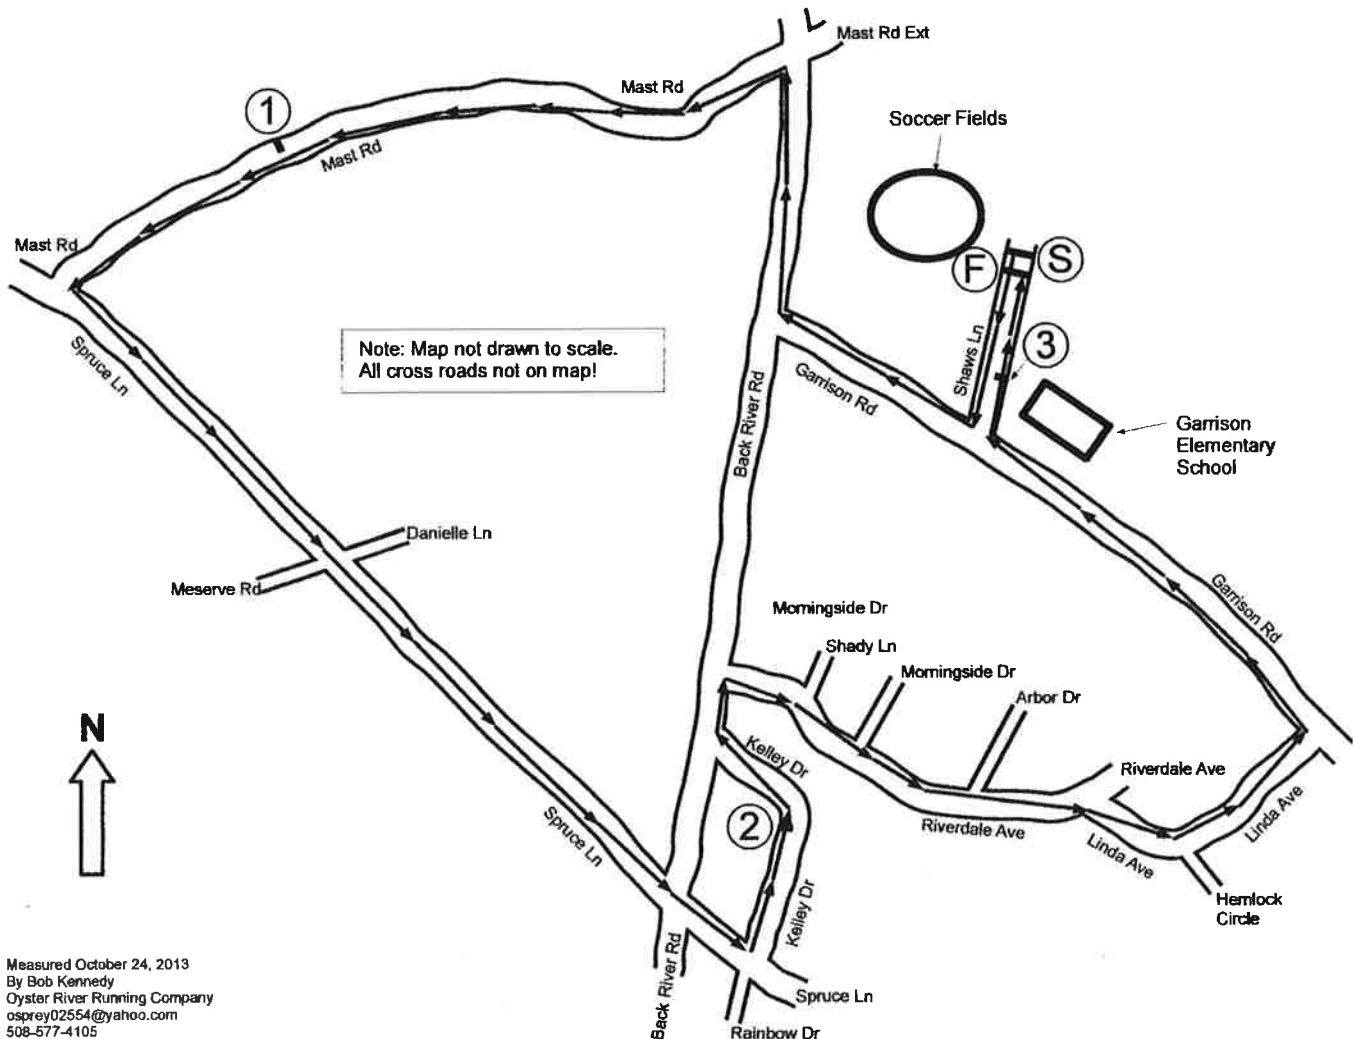 Mast Rd Ext
Mast Rd
1
Mast Rd
Soccer Fields
Mast Rd
F
S
Note: Map not drawn to scale.
All cross roads not on map!
Spruce Ln
Shaws Ln
3
Garrison Rd
Back River Rd
Garrison
Elementary
School
Danielle Ln
Meserve Rd
Garrison Rd
Morningside Dr
Shady Ln
Morningside Dr
Arbor Dr
N
Kelley Dr
Riverdale Ave
2
Riverdale Ave
Linda Ave
Linda Ave
Spruce Ln
Kelley Dr
Hemlock
Circle
Back River Rd
Spruce Ln
Rainbow Dr
Measured October 24, 2013
By Bob Kennedy
Oyster River Running Company
osprey02554@yahoo.com
508-577-4105